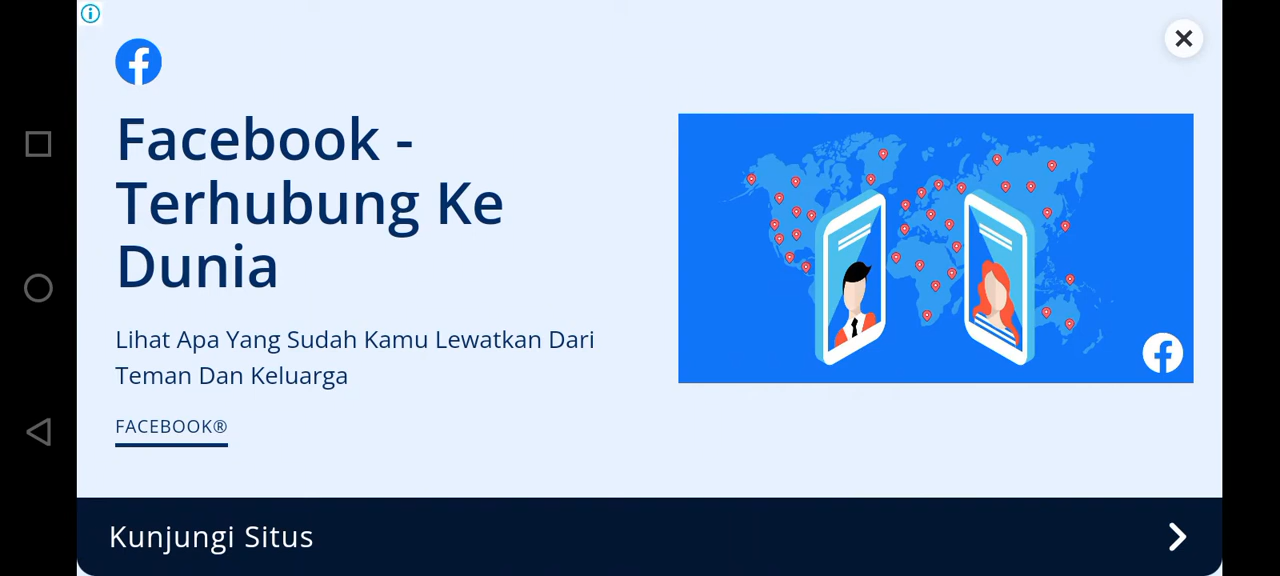 Facebook -
Terhubung Ke
Dunia
Lihat Apa Yang Sudah Kamu Lewatkan Dari
Teman Dan Keluarga
FACEBOOK®
Kunjungi Situs